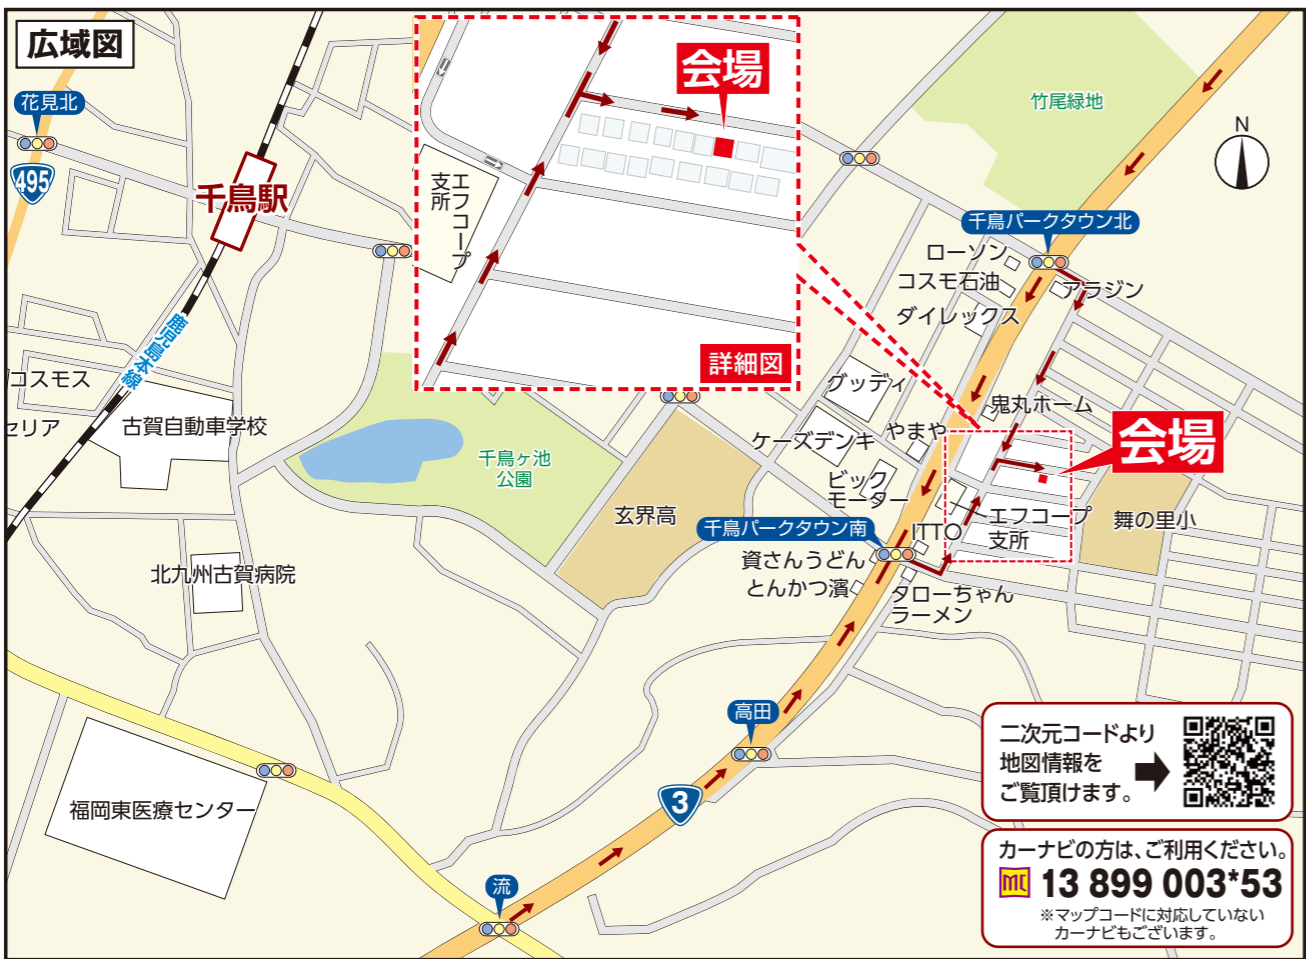 広域図
花見北
495
千鳥駅
鹿児島本線
コスモス
セリア
古賀自動車学校
北九州古賀病院
福岡東医療センター
会場
エフコープ
支所
詳細図
竹尾緑地
N
千鳥パークタウン北
ローソン
コスモ石油
ダイレックス
アラジン
グッディ
鬼丸ホーム
ケーズデンキ
やまや
会場
ビック
モーター
千鳥ヶ池
公園
玄界高
千鳥パークタウン南
ITTO
エフコープ
支所
舞の里小
資さんうどん
とんかつ濱
タローちゃん
ラーメン
高田
3
流
二次元コードより
地図情報を
ご覧頂けます。
カーナビの方は、ご利用ください。
MC 13 899 003*53
※マップコードに対応していない
カーナビもございます。